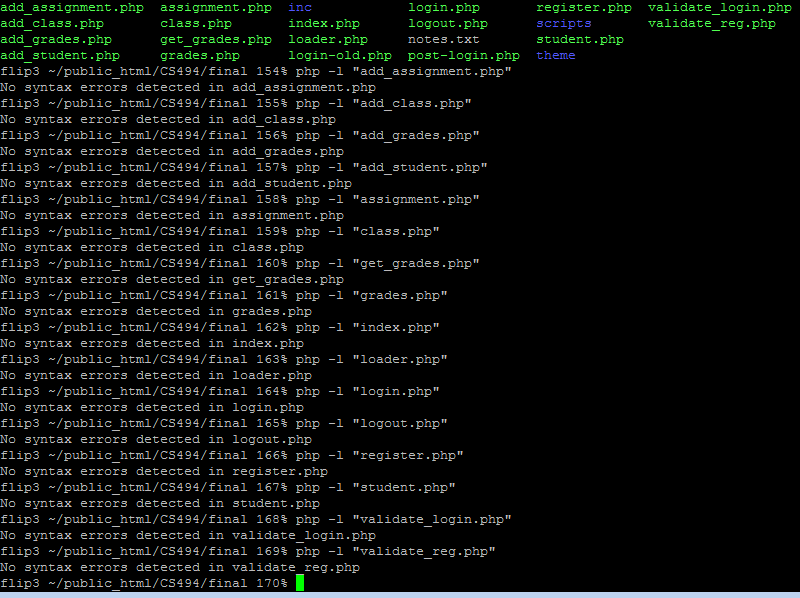 add_assignment.php  assignment.php  inc            login.php       register.php  validate_login.php
add_class.php       class.php       index.php      logout.php      scripts       validate_reg.php
add_grades.php      get_grades.php  loader.php     notes.txt       student.php
add_student.php     grades.php      login-old.php  post-login.php  theme
flip3 ~/public_html/CS494/final 154% php -l "add_assignment.php"
No syntax errors detected in add_assignment.php
flip3 ~/public_html/CS494/final 155% php -l "add_class.php"
No syntax errors detected in add_class.php
flip3 ~/public_html/CS494/final 156% php -l "add_grades.php"
No syntax errors detected in add_grades.php
flip3 ~/public_html/CS494/final 157% php -l "add_student.php"
No syntax errors detected in add_student.php
flip3 ~/public_html/CS494/final 158% php -l "assignment.php"
No syntax errors detected in assignment.php
flip3 ~/public_html/CS494/final 159% php -l "class.php"
No syntax errors detected in class.php
flip3 ~/public_html/CS494/final 160% php -l "get_grades.php"
No syntax errors detected in get_grades.php
flip3 ~/public_html/CS494/final 161% php -l "grades.php"
No syntax errors detected in grades.php
flip3 ~/public_html/CS494/final 162% php -l "index.php"
No syntax errors detected in index.php
flip3 ~/public_html/CS494/final 163% php -l "loader.php"
No syntax errors detected in loader.php
flip3 ~/public_html/CS494/final 164% php -l "login.php"
No syntax errors detected in login.php
flip3 ~/public_html/CS494/final 165% php -l "logout.php"
No syntax errors detected in logout.php
flip3 ~/public_html/CS494/final 166% php -l "register.php"
No syntax errors detected in register.php
flip3 ~/public_html/CS494/final 167% php -l "student.php"
No syntax errors detected in student.php
flip3 ~/public_html/CS494/final 168% php -l "validate_login.php"
No syntax errors detected in validate_login.php
flip3 ~/public_html/CS494/final 169% php -l "validate_reg.php"
No syntax errors detected in validate_reg.php
flip3 ~/public_html/CS494/final 170%